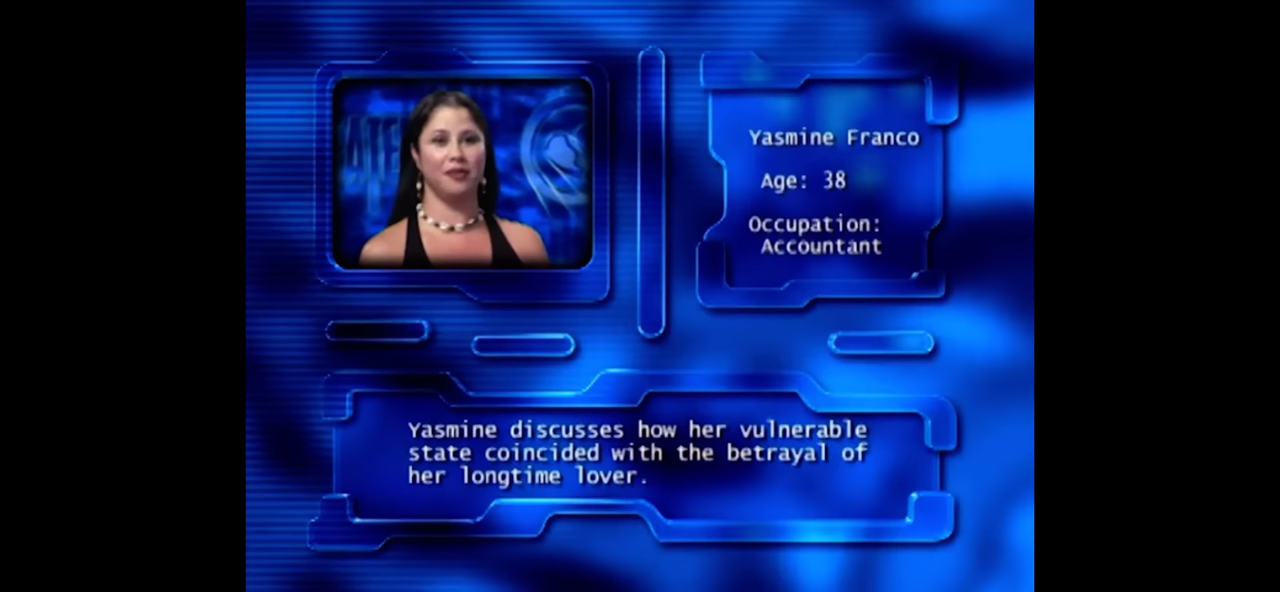 Yasmine Franco
Age: 38
Occupation:
Accountant
Yasmine discusses how her vulnerable
state coincided with the betrayal of
her longtime lover.